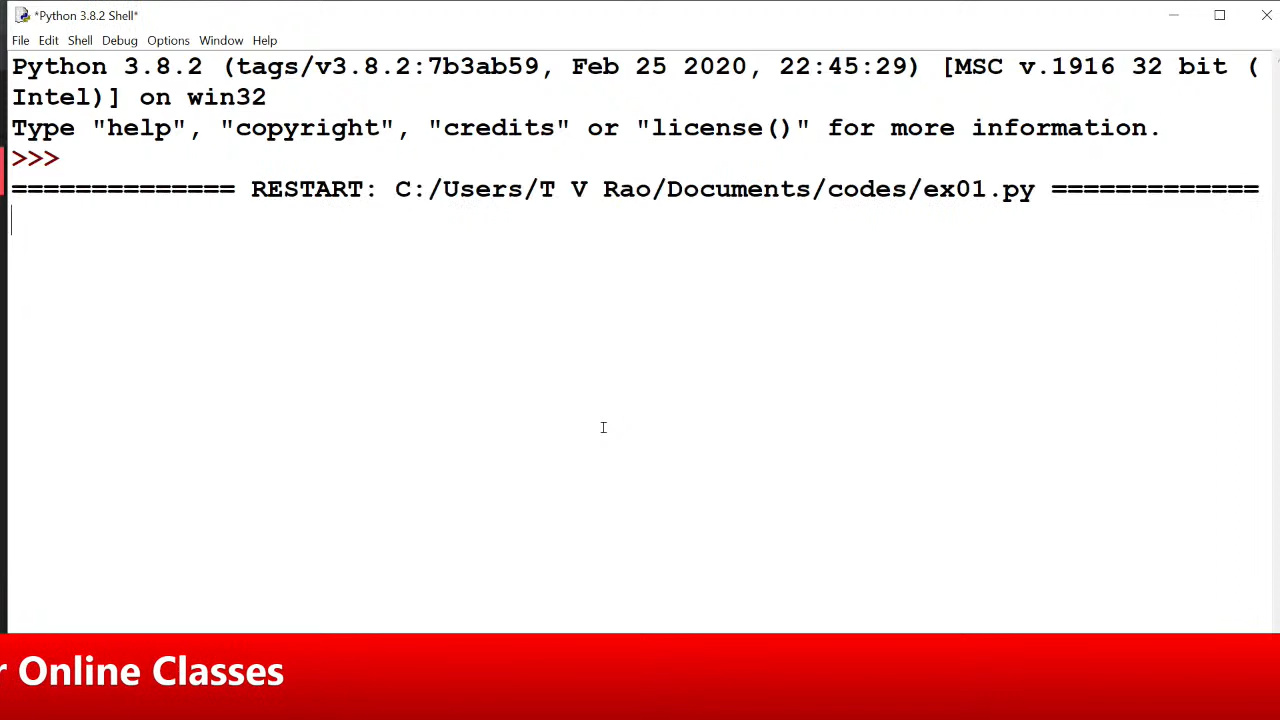 *Python 3.8.2 Shell*
File Edit Shell Debug Options Window Help
Python 3.8.2 (tags/v3.8.2:7b3ab59, Feb 25 2020, 22:45:29) [MSC v.1916 32 bit (
Intel)] on win32
Type "help", "copyright", "credits" or "license()" for more information.
>>>
============== RESTART: C:/Users/T V Rao/Documents/codes/ex01.py =============
r Online Classes